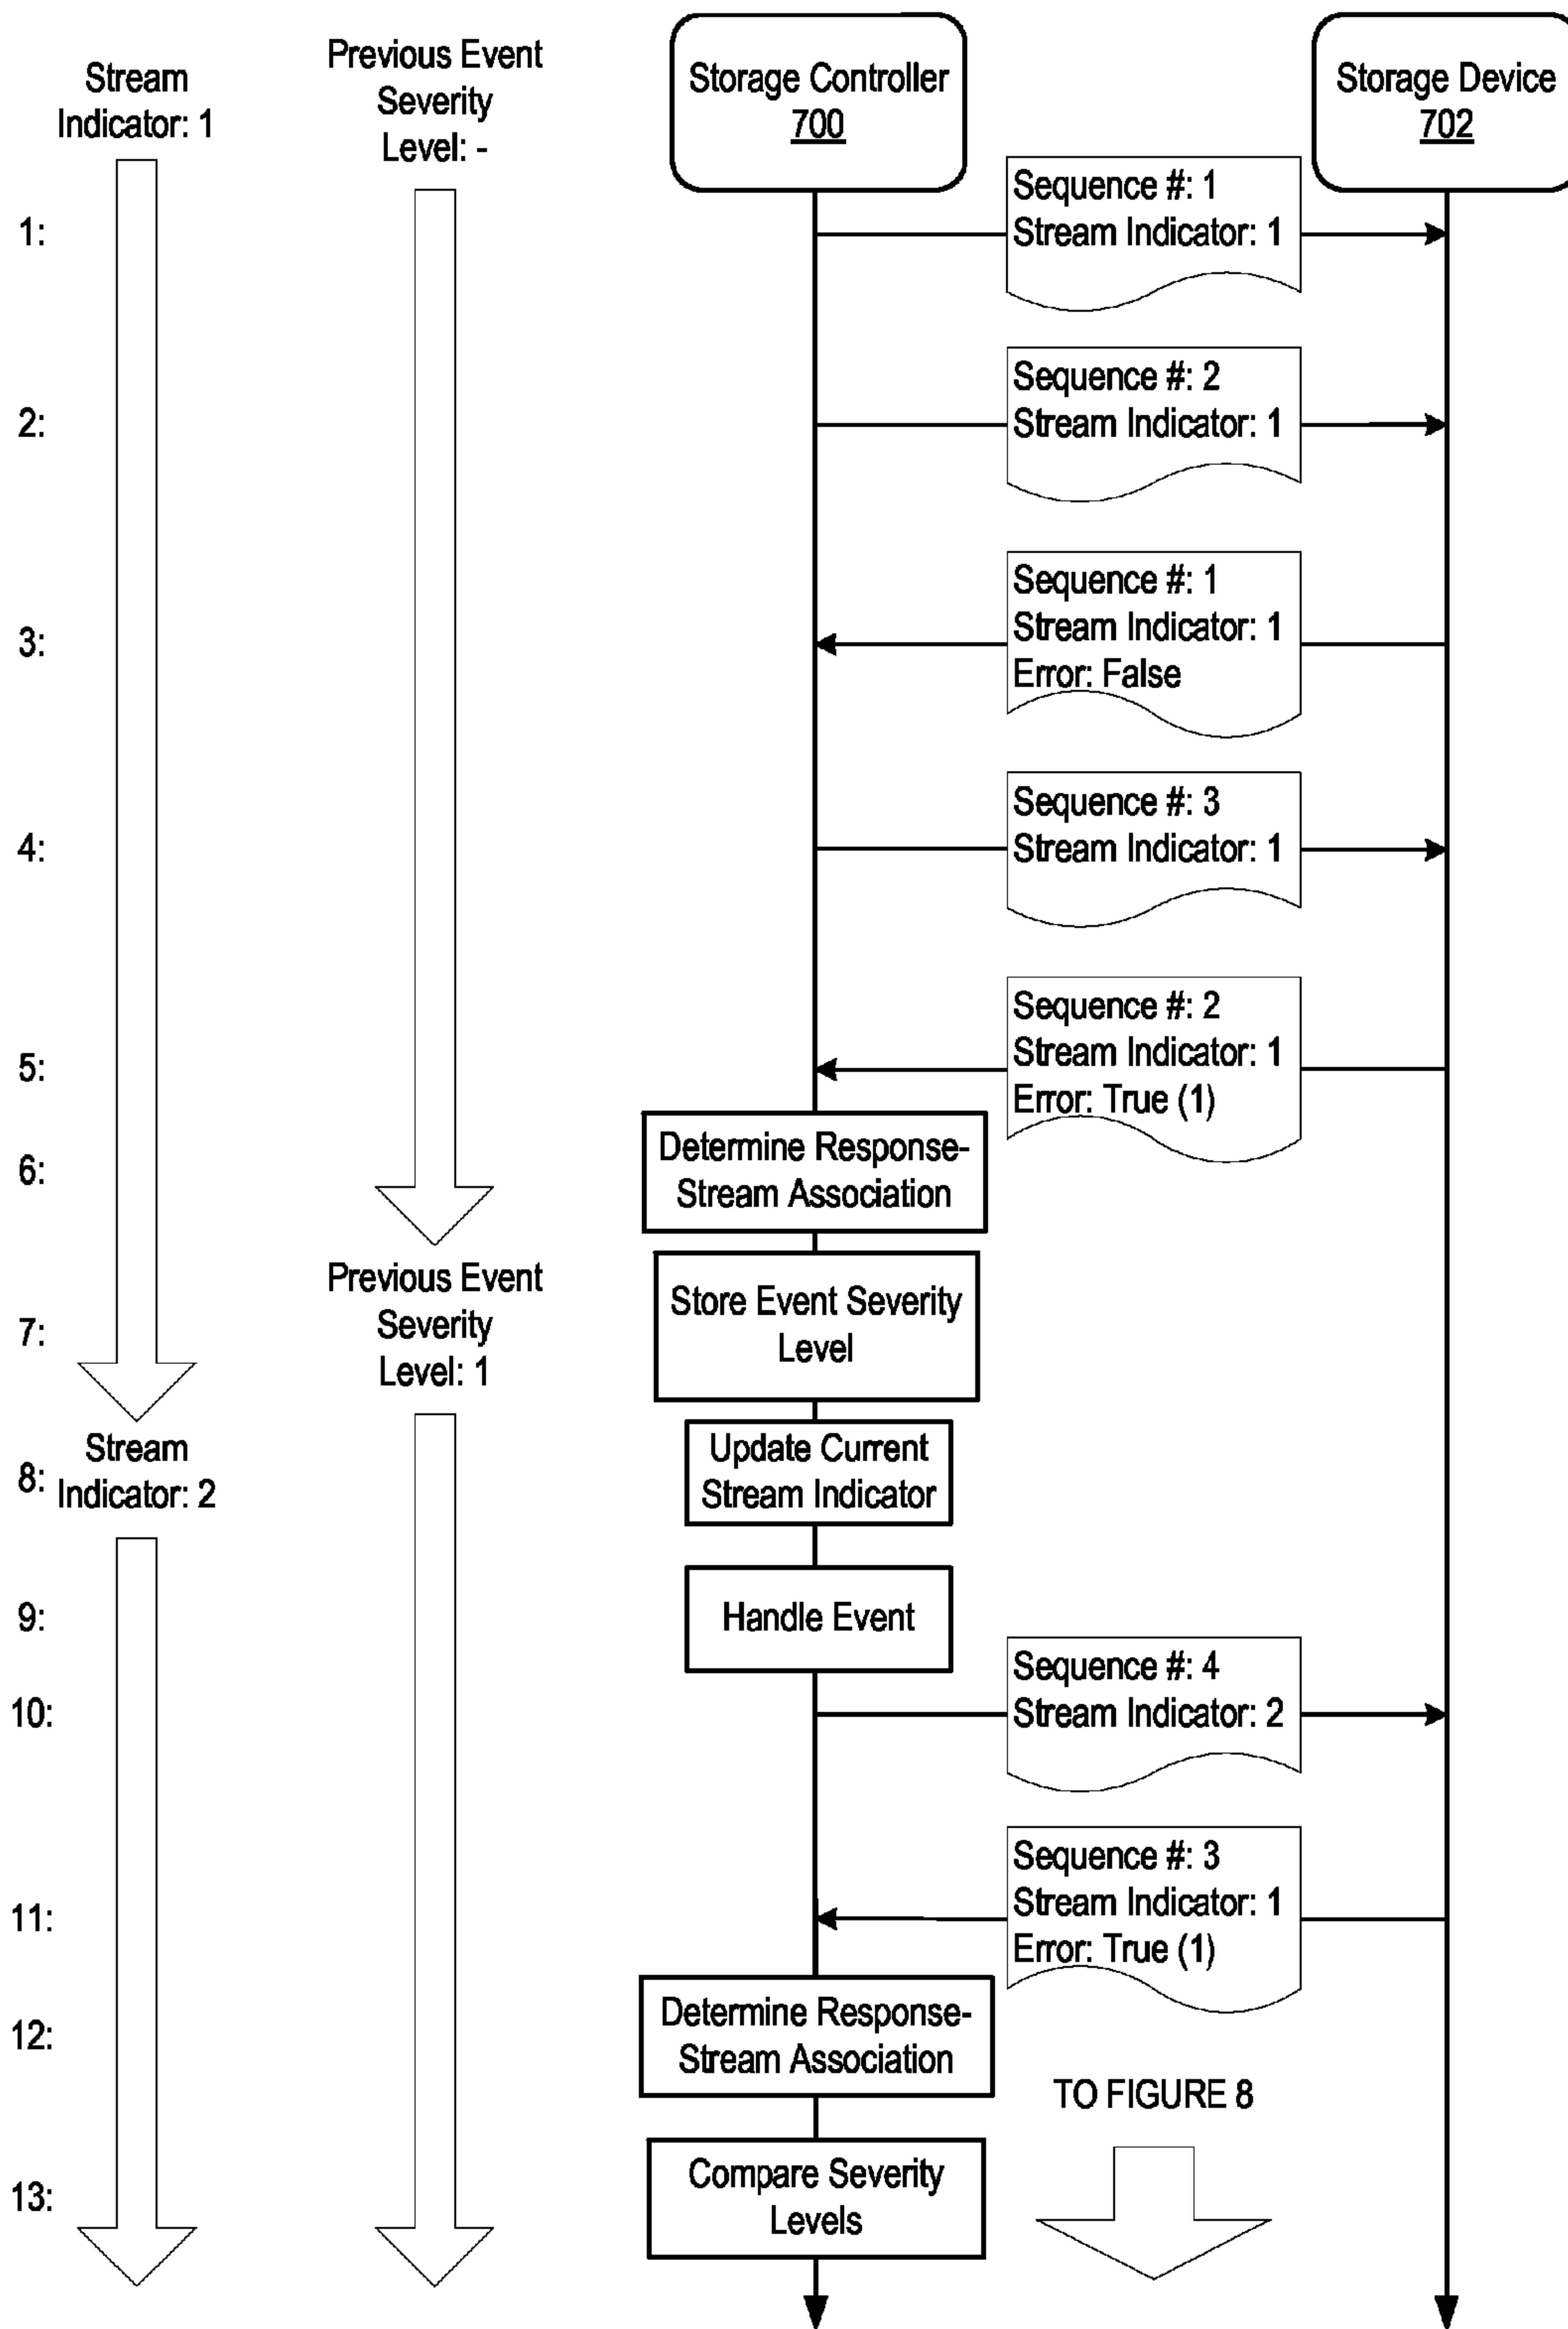 Stream
Indicator: 1
Previous Event
Severity
Level: -
Storage Controller
700
Storage Device
702
1:
Sequence #: 1
Stream Indicator: 1
2:
Sequence #: 2
Stream Indicator: 1
3:
Sequence #: 1
Stream Indicator: 1
Error: False
4:
Sequence #: 3
Stream Indicator: 1
5:
Sequence #: 2
Stream Indicator: 1
Error: True (1)
6:
Determine Response-
Stream Association
Previous Event
Severity
Level: 1
7:
Store Event Severity
Level
Stream
Indicator: 2
8:
Update Current
Stream Indicator
9:
Handle Event
10:
Sequence #: 4
Stream Indicator: 2
11:
Sequence #: 3
Stream Indicator: 1
Error: True (1)
12:
Determine Response-
Stream Association
TO FIGURE 8
13:
Compare Severity
Levels